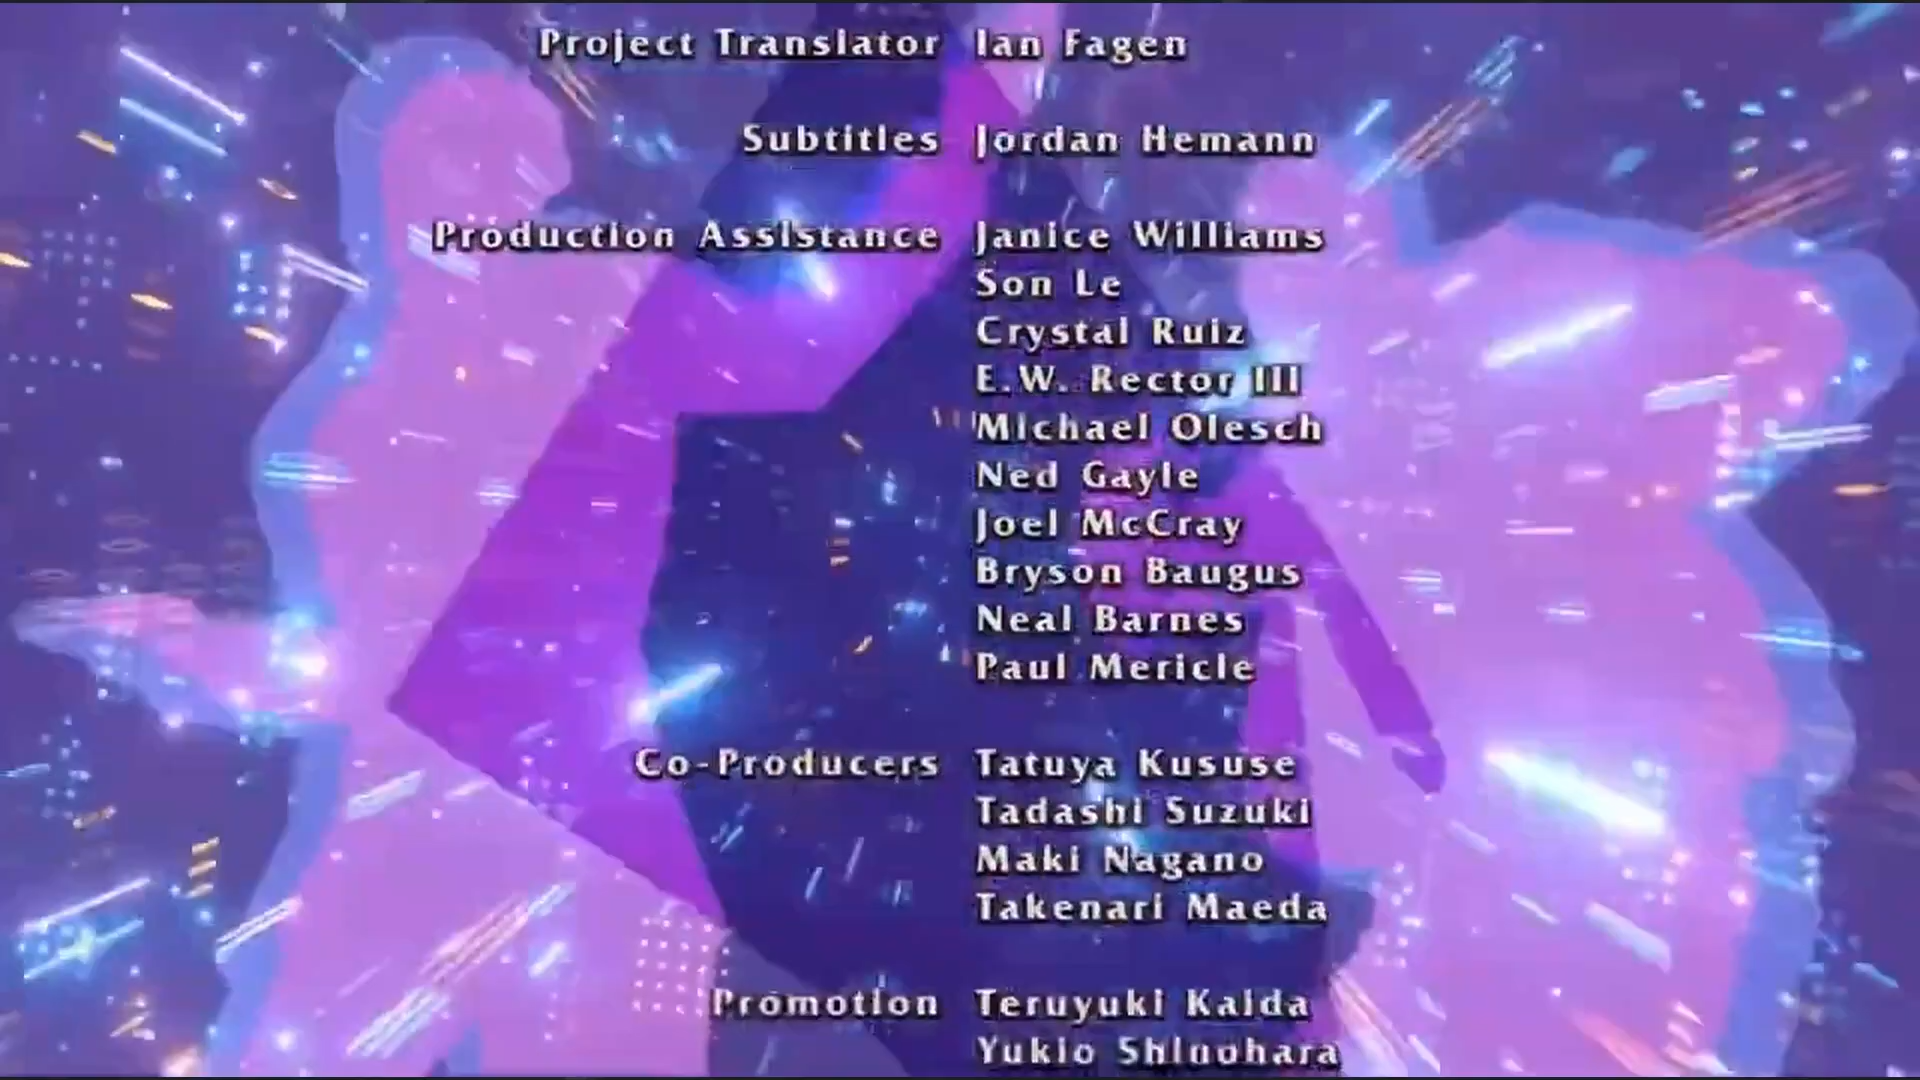 Project Translator Ian Fagen
Subtitles Jordan Hemann
Production Assistance Janice Williams
Son Le
Crystal Ruiz
E.W. Rector III
Michael Olesch
Ned Gayle
Joel McCray
Bryson Baugus
Neal Barnes
Paul Mericle
Co-Producers Tatuya Kususe
Tadashi Suzuki
Maki Nagano
Takenari Maeda
Promotion Teruyuki Kaida
Yukio Shinohara